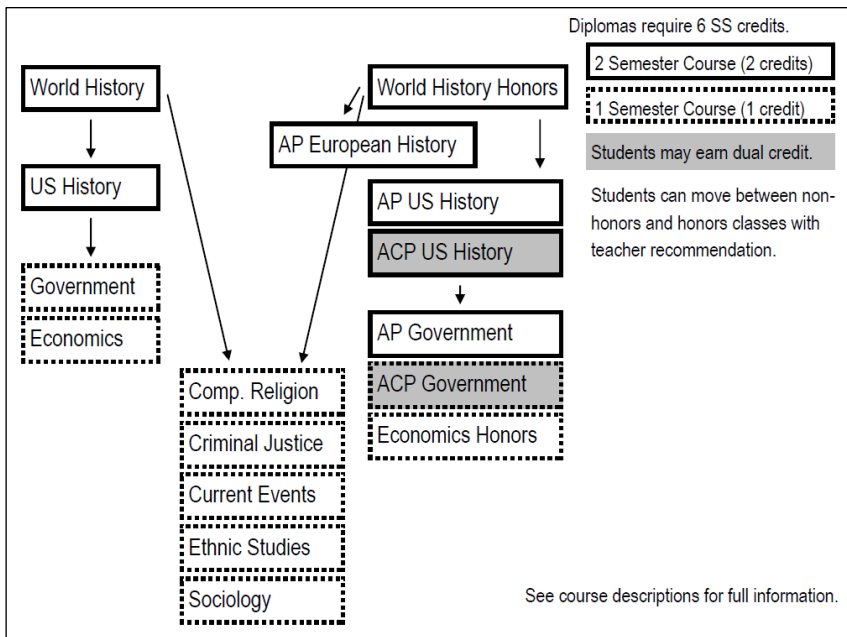 Diplomas require 6 SS credits.
World History
World History Honors
2 Semester Course (2 credits)
1 Semester Course (1 credit)
AP European History
Students may earn dual credit.
US History
AP US History
Students can move between non-
honors and honors classes with
teacher recommendation.
ACP US History
Government
Economics
AP Government
Comp. Religion
ACP Government
Criminal Justice
Economics Honors
Current Events
Ethnic Studies
Sociology
See course descriptions for full information.